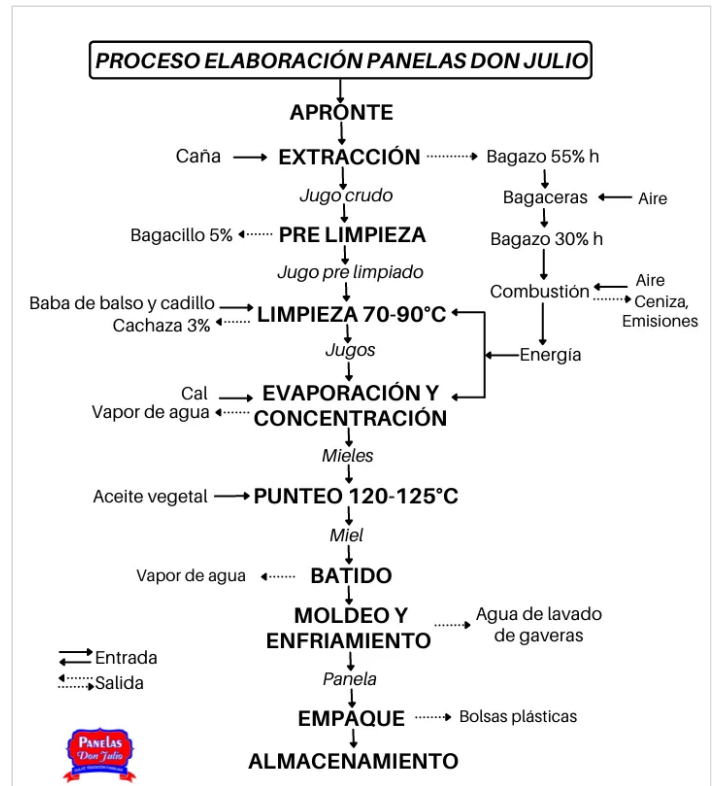 PROCESO ELABORACIÓN PANELAS DON JULIO
APRONTE
Caña
EXTRACCIÓN
Bagazo 55% h
Jugo crudo
Bagaceras
Aire
Bagacillo 5%
PRE LIMPIEZA
Bagazo 30% h
Jugo pre limpiado
Combustión
Aire
Ceniza,
Emisiones
Baba de balso y cadillo
Cachaza 3%
LIMPIEZA 70-90°C
Jugos
Energía
Cal
Vapor de agua
EVAPORACIÓN Y
CONCENTRACIÓN
Mieles
Aceite vegetal
PUNTEO 120-125°C
Miel
Vapor de agua
BATIDO
MOLDEO Y
ENFRIAMIENTO
Agua de lavado
de gaveras
Entrada
Salida
Panela
EMPAQUE
Bolsas plásticas
ALMACENAMIENTO
PANELAS
Don Julio